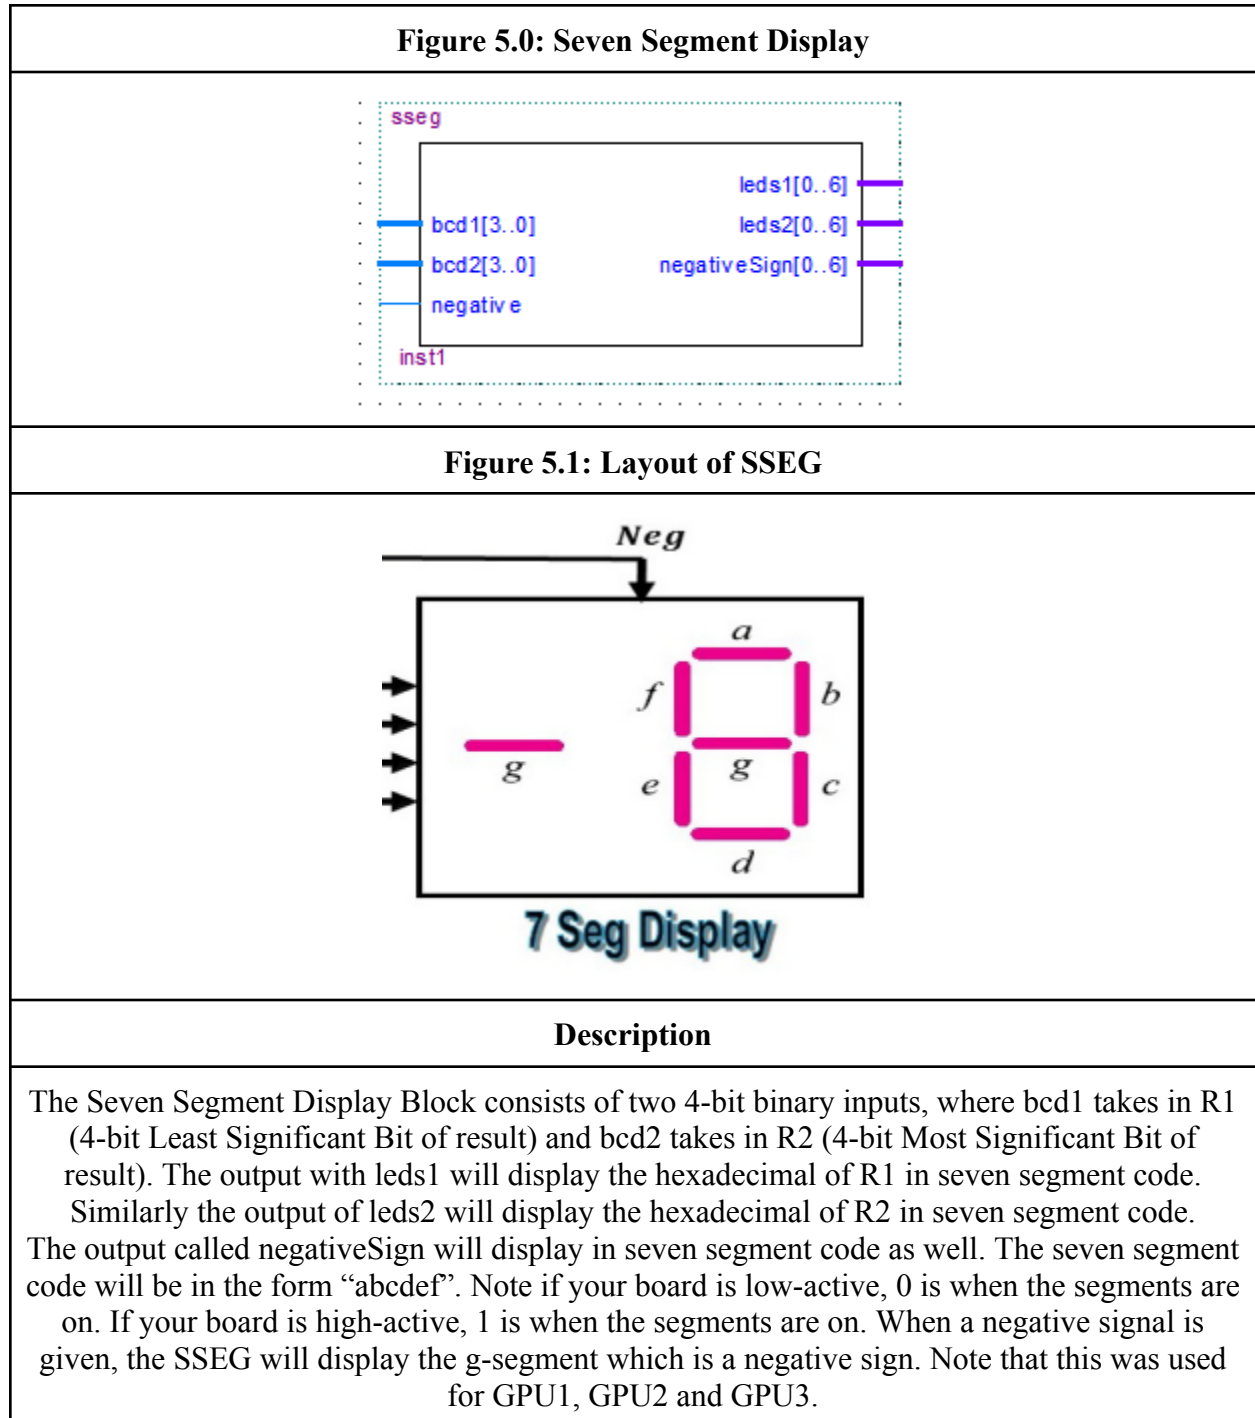 Figure 5.0: Seven Segment Display
sseg
leds1[0..6]
bcd1[3..0] leds2[0..6]
bcd2[3..0] negativeSign[0..6]
negative
inst1
Figure 5.1: Layout of SSEG
Neg
a
f b
g g
e c
d
7 Seg Display
Description
The Seven Segment Display Block consists of two 4-bit binary inputs, where bcd1 takes in R1
(4-bit Least Significant Bit of result) and bcd2 takes in R2 (4-bit Most Significant Bit of
result). The output with leds1 will display the hexadecimal of R1 in seven segment code.
Similarly the output of leds2 will display the hexadecimal of R2 in seven segment code.
The output called negativeSign will display in seven segment code as well. The seven segment
code will be in the form “abcdef”. Note if your board is low-active, 0 is when the segments are
on. If your board is high-active, 1 is when the segments are on. When a negative signal is
given, the SSEG will display the g-segment which is a negative sign. Note that this was used
for GPU1, GPU2 and GPU3.